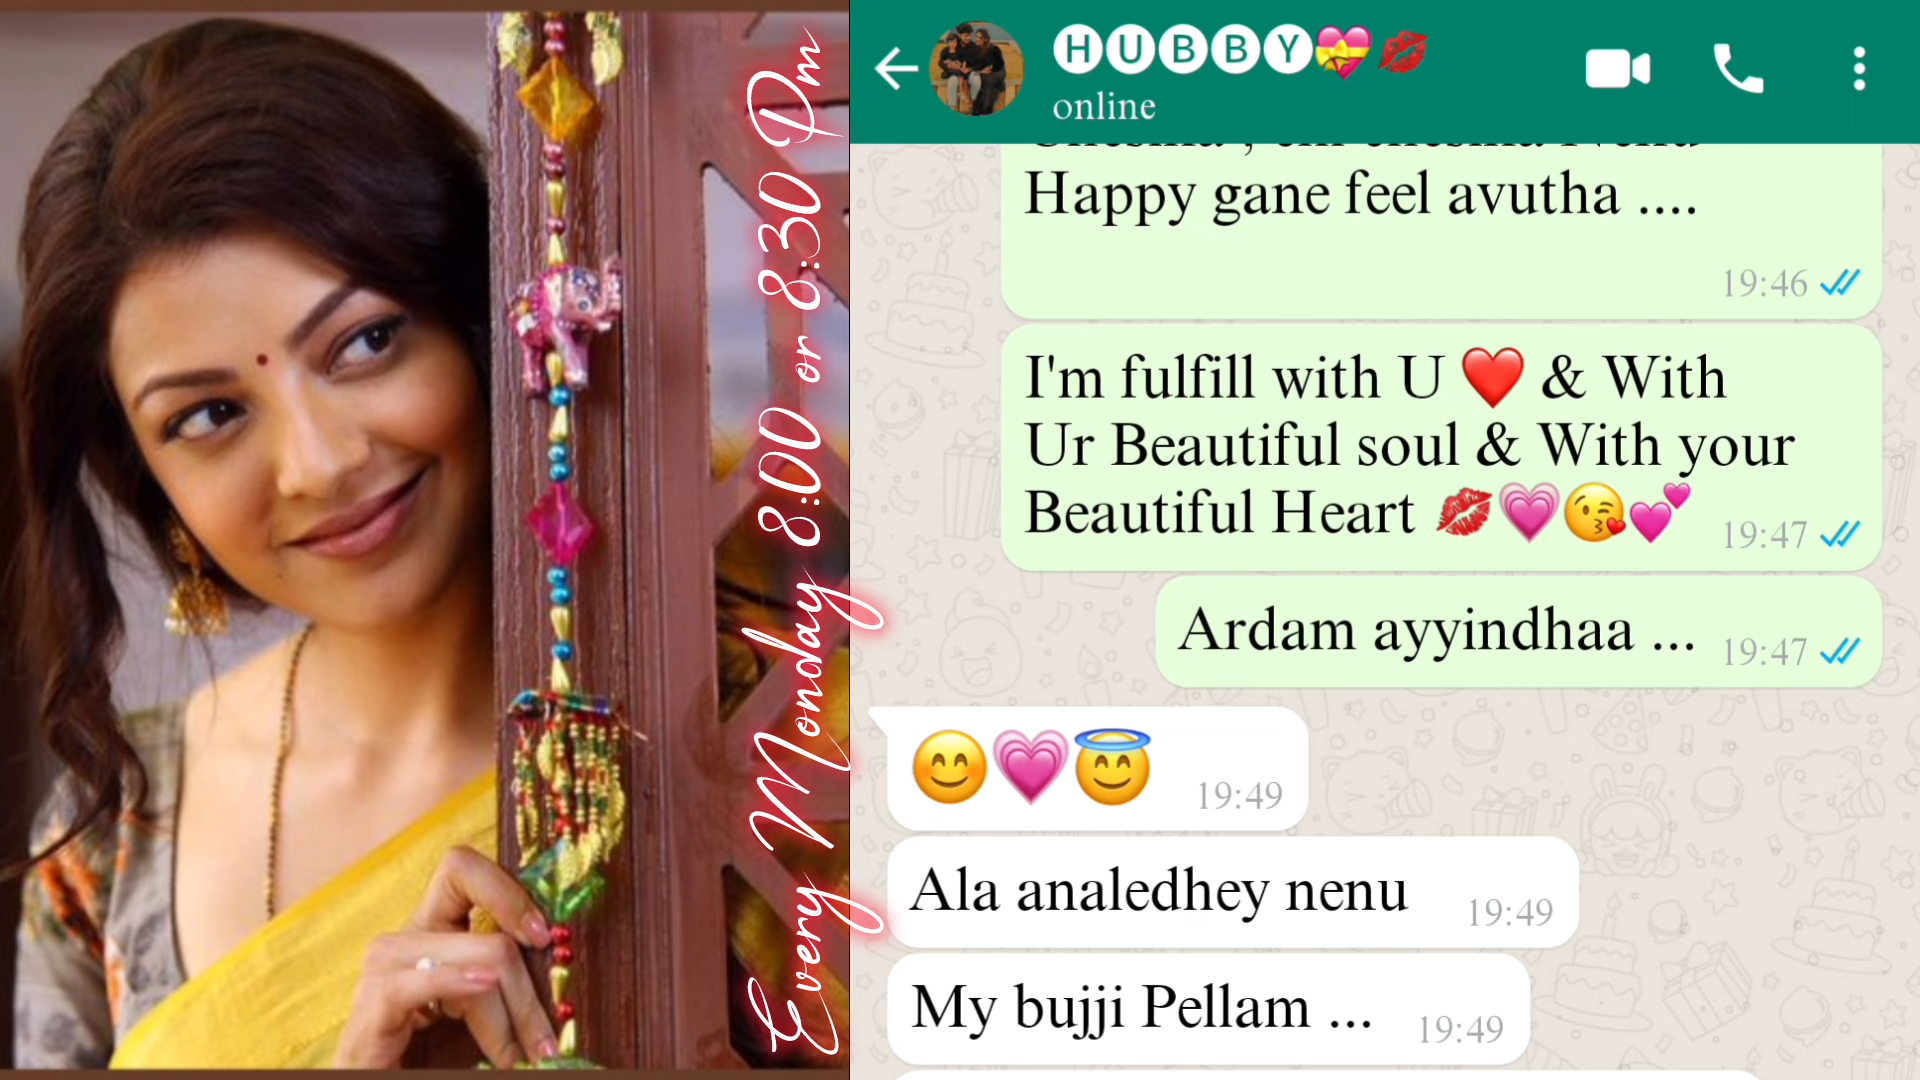 Every Monday 8:00 or 8:30 Pm
🅗🅤🅑🅑🅨💝💋
online
Happy gane feel avutha ....
19:46
I'm fulfill with U ❤️ & With
Ur Beautiful soul & With your
Beautiful Heart 💋💗😘💕 19:47
Ardam ayyindhaa ... 19:47
😊💗😇 19:49
Ala analedhey nenu 19:49
My bujji Pellam ... 19:49